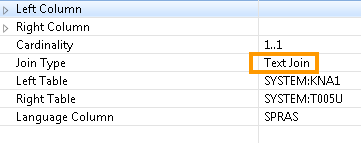 Left Column
Right Column
Cardinality 1..1
Join Type Text Join
Left Table SYSTEM:KNA1
Right Table SYSTEM:T005U
Language Column SPRAS